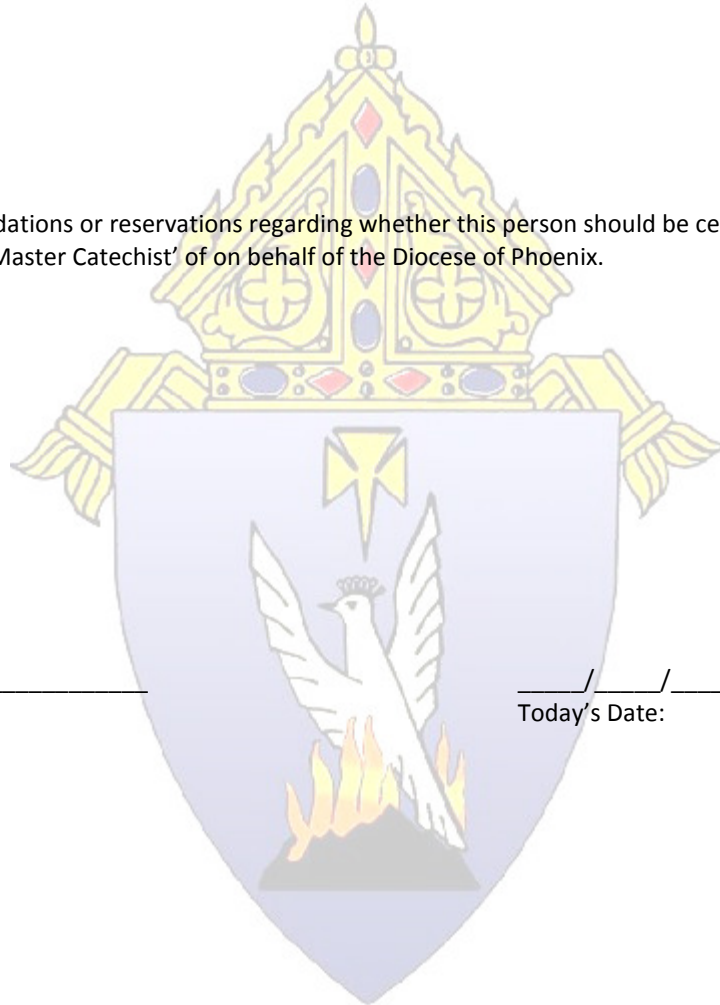 dations or reservations regarding whether this person should be ce
Master Catechist’ of on behalf of the Diocese of Phoenix.
____________ _____/_____/____
Today’s Date: